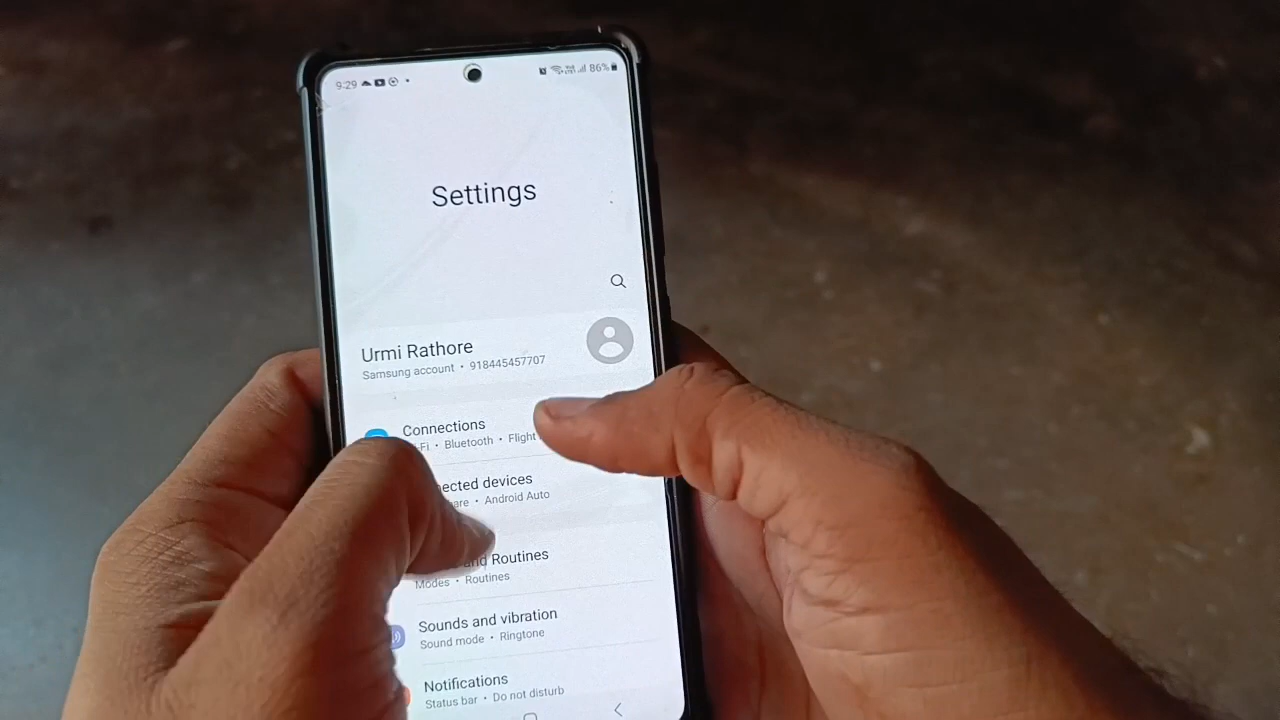 9:29 86%
Settings
Urmi Rathore
Samsung account • 918445457707
Connections
Fi • Bluetooth • Flight
ected devices
are • Android Auto
and Routines
Modes • Routines
Sounds and vibration
Sound mode • Ringtone
Notifications
Status bar • Do not disturb